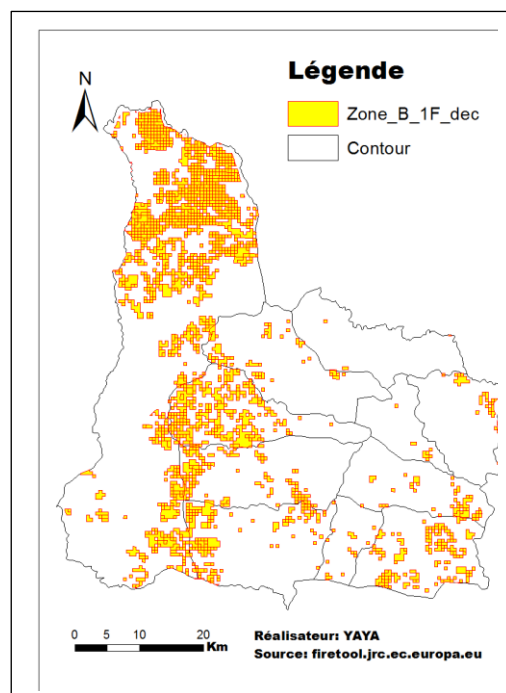 Légende
N
Zone_B_1F_dec
Contour
0 5 10 20
Km
Réalisateur: YAYA
Source: firetool.jrc.ec.europa.eu